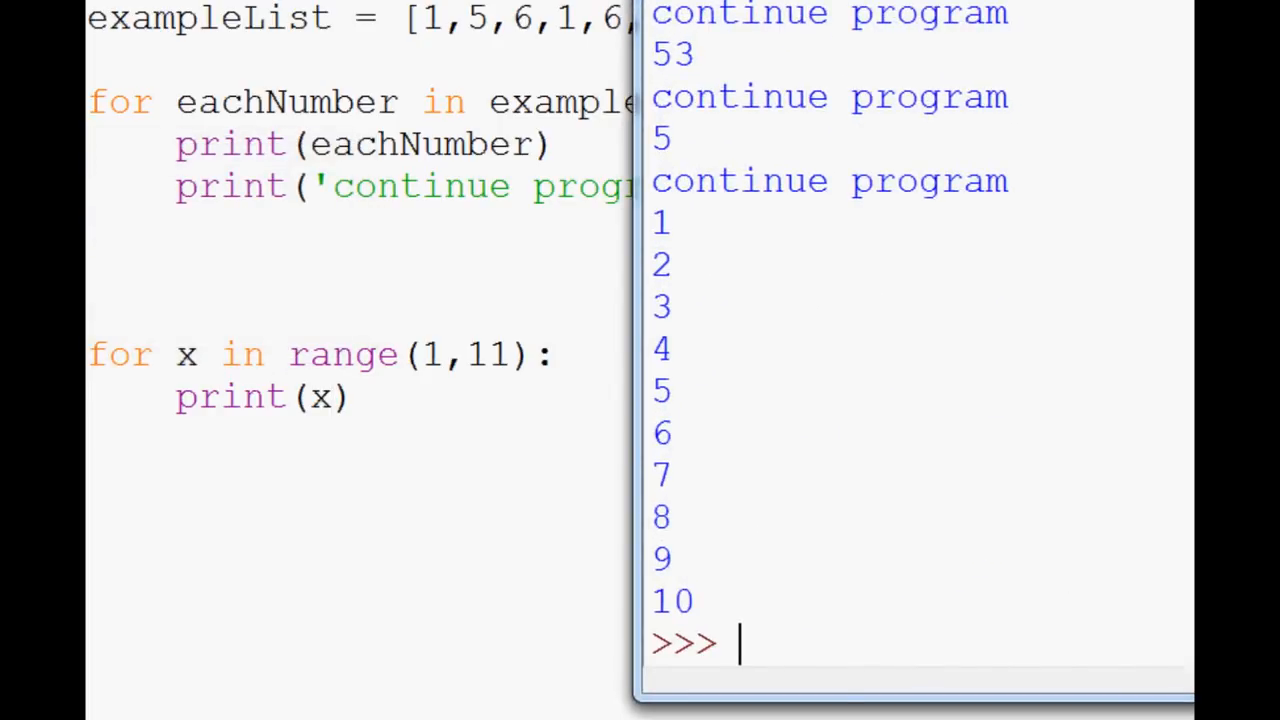 exampleList = [1,5,6,1,6,
for eachNumber in example
    print(eachNumber)
    print('continue progr
for x in range(1,11):
    print(x)
continue program
53
continue program
5
continue program
1
2
3
4
5
6
7
8
9
10
>>>